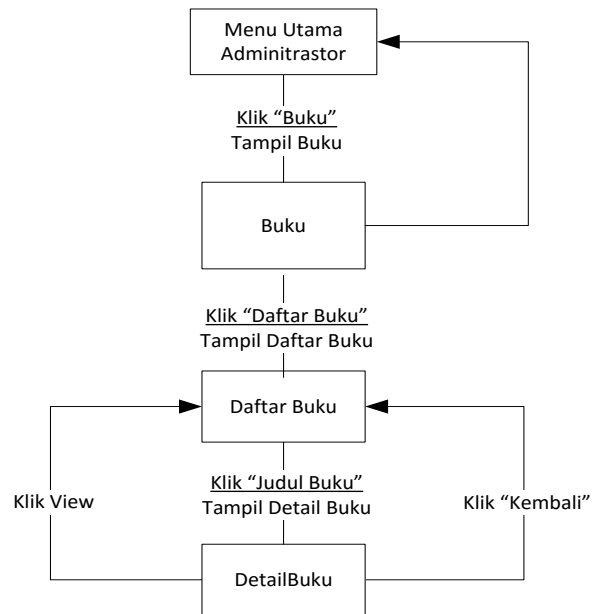 Menu Utama
Adminitrastor
Klik “Buku”
Tampil Buku
Buku
Klik “Daftar Buku”
Tampil Daftar Buku
Daftar Buku
Klik “Judul Buku”
Tampil Detail Buku
Klik View
Klik “Kembali”
DetailBuku